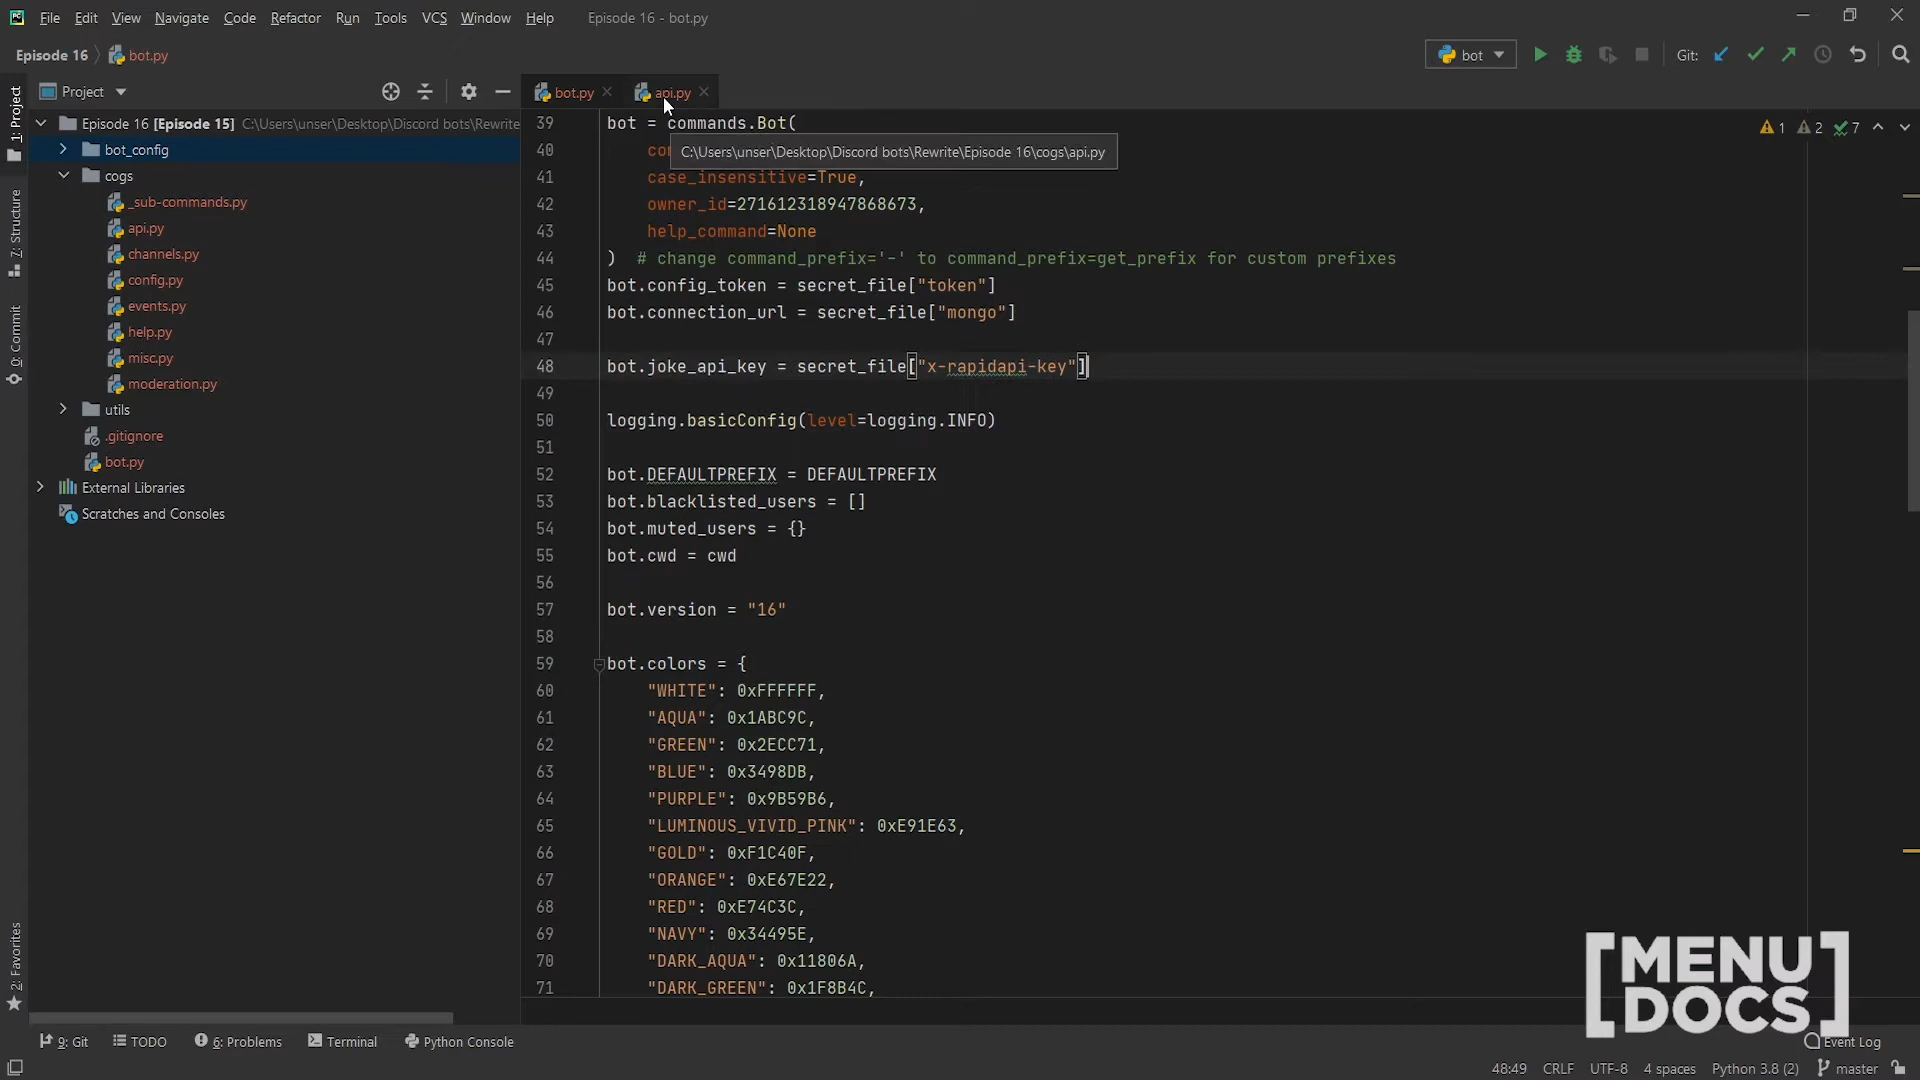 File Edit View Navigate Code Refactor Run Tools VCS Window Help Episode 16 - bot.py
Episode 16 bot.py bot Git:
Project bot.py api.py
1: Project
7: Structure
0: Commit
2: Favorites
Episode 16 [Episode 15] C:\Users\unser\Desktop\Discord bots\Rewrite
bot_config
cogs
_sub-commands.py
api.py
channels.py
config.py
events.py
help.py
misc.py
moderation.py
utils
.gitignore
bot.py
External Libraries
Scratches and Consoles
1 2 7
39 bot = commands.Bot(
40 co
C:\Users\unser\Desktop\Discord bots\Rewrite\Episode 16\cogs\api.py
41 case_insensitive=True,
42 owner_id=271612318947868673,
43 help_command=None
44 ) # change command_prefix='-' to command_prefix=get_prefix for custom prefixes
45 bot.config_token = secret_file["token"]
46 bot.connection_url = secret_file["mongo"]
47
48 bot.joke_api_key = secret_file["x-rapidapi-key"]
49
50 logging.basicConfig(level=logging.INFO)
51
52 bot.DEFAULTPREFIX = DEFAULTPREFIX
53 bot.blacklisted_users = []
54 bot.muted_users = {}
55 bot.cwd = cwd
56
57 bot.version = "16"
58
59 bot.colors = {
60 "WHITE": 0xFFFFFF,
61 "AQUA": 0x1ABC9C,
62 "GREEN": 0x2ECC71,
63 "BLUE": 0x3498DB,
64 "PURPLE": 0x9B59B6,
65 "LUMINOUS_VIVID_PINK": 0xE91E63,
66 "GOLD": 0xF1C40F,
67 "ORANGE": 0xE67E22,
68 "RED": 0xE74C3C,
69 "NAVY": 0x34495E,
70 "DARK_AQUA": 0x11806A,
71 "DARK_GREEN": 0x1F8B4C,
[MENU
DOCS]
9: Git TODO 6: Problems Terminal Python Console Event Log
48:49 CRLF UTF-8 4 spaces Python 3.8 (2) master